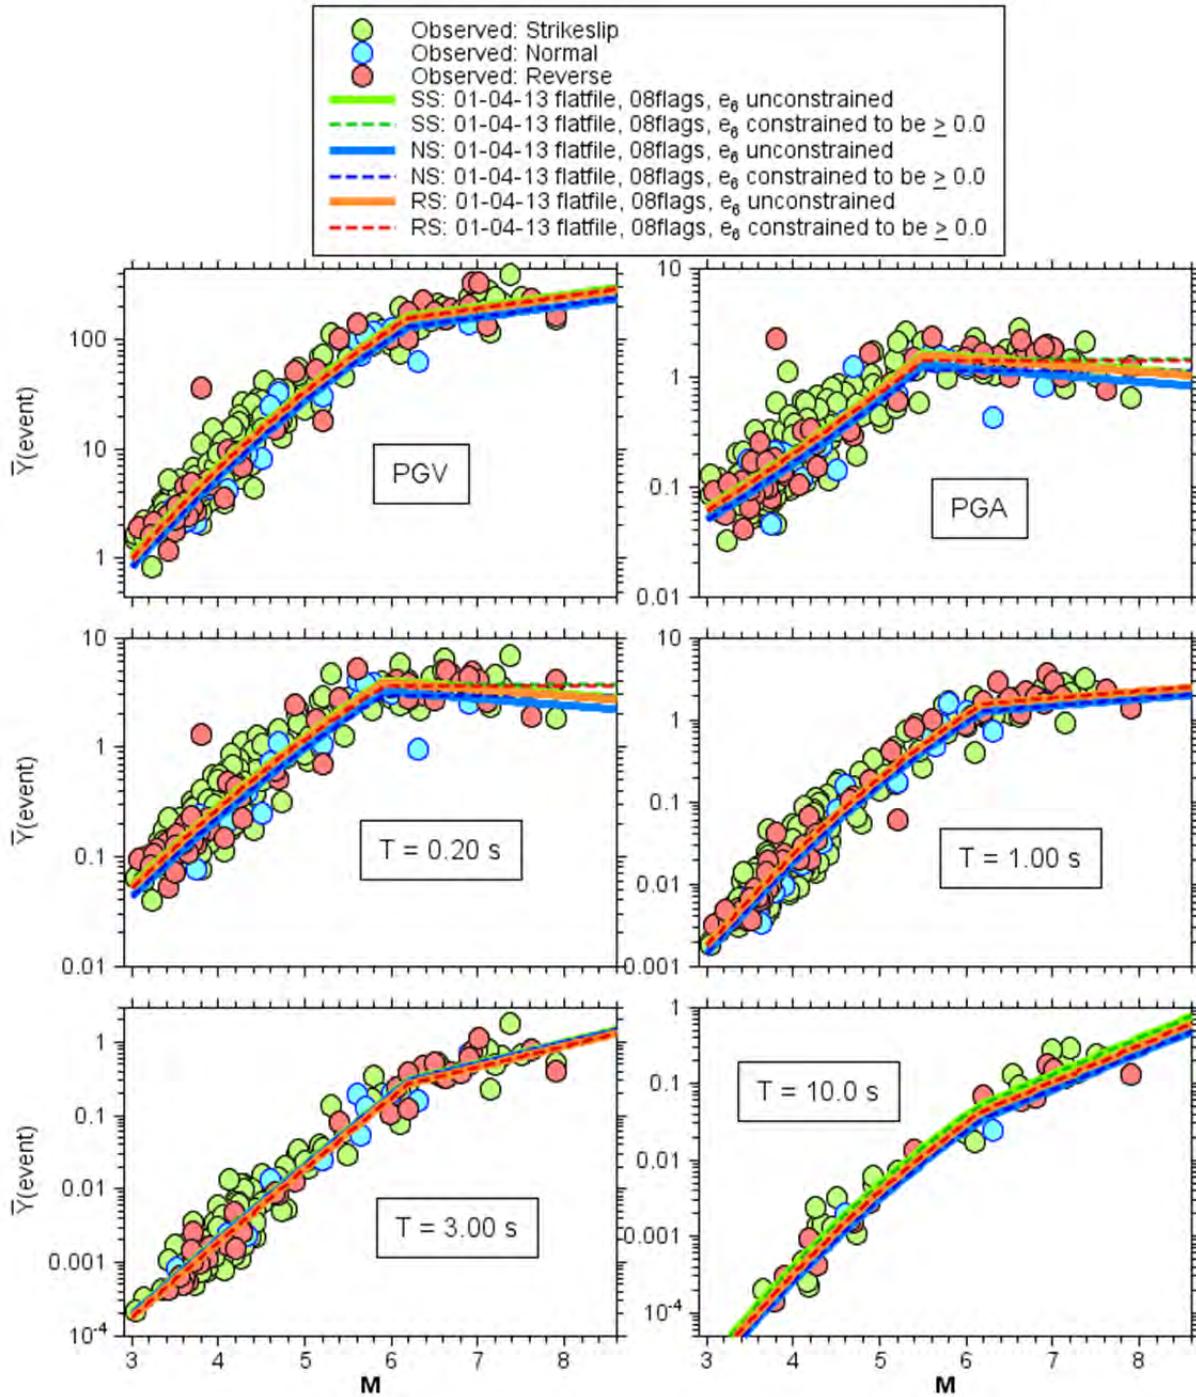 Observed: Strikeslip
Observed: Normal
Observed: Reverse
SS: 01-04-13 flatfile, 08flags, e6 unconstrained
SS: 01-04-13 flatfile, 08flags, e6 constrained to be ≥ 0.0
NS: 01-04-13 flatfile, 08flags, e6 unconstrained
NS: 01-04-13 flatfile, 08flags, e6 constrained to be ≥ 0.0
RS: 01-04-13 flatfile, 08flags, e6 unconstrained
RS: 01-04-13 flatfile, 08flags, e6 constrained to be ≥ 0.0
Ȳ(event)
100
10
1
PGV
10
1
0.1
0.01
PGA
Ȳ(event)
10
1
0.1
0.01
T = 0.20 s
10
1
0.1
0.01
0.001
T = 1.00 s
Ȳ(event)
1
0.1
0.01
0.001
10-4
T = 3.00 s
3 4 5 6 7 8
M
1
0.1
0.01
0.001
10-4
T = 10.0 s
3 4 5 6 7 8
M